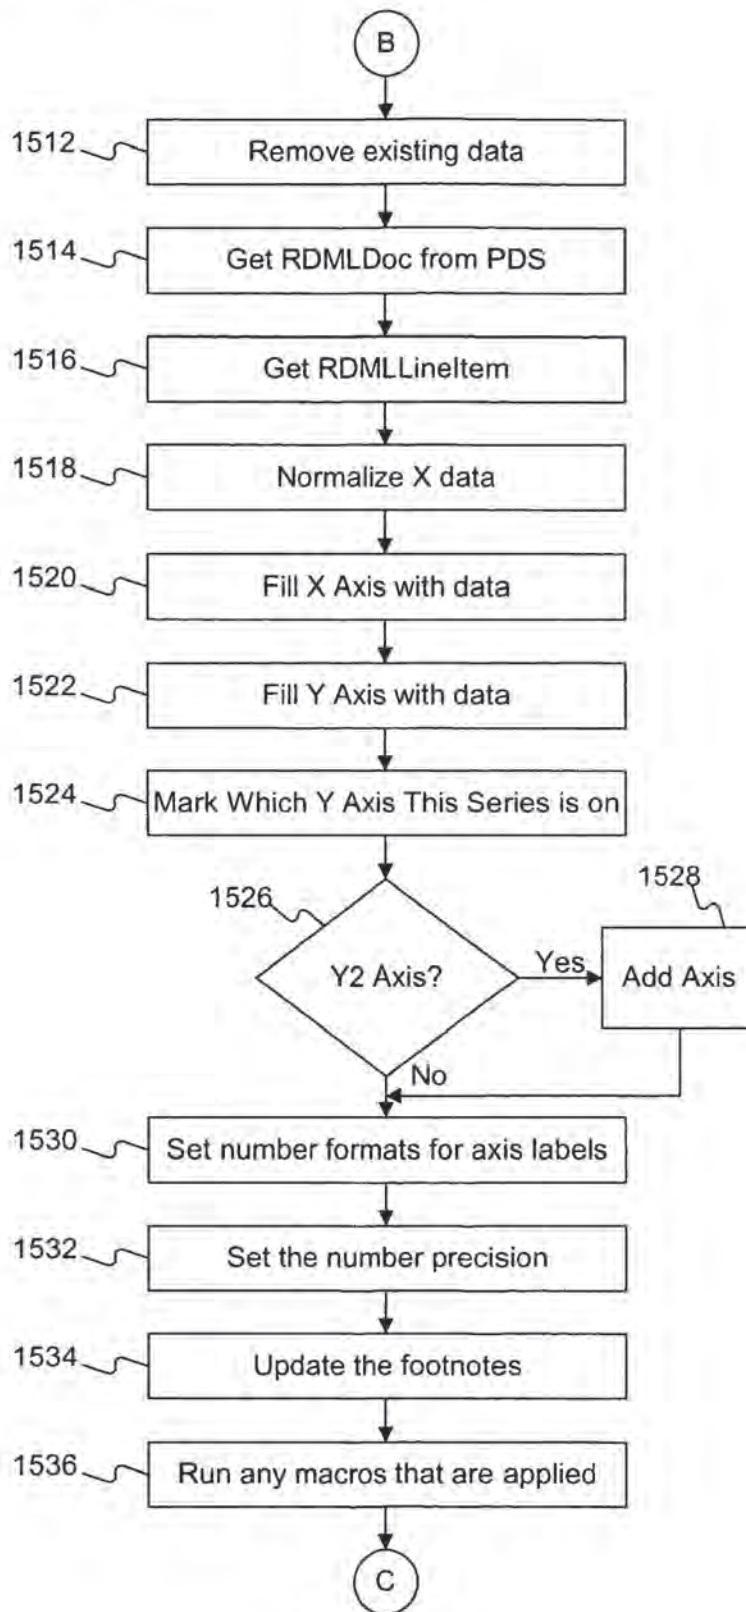 B
1512
Remove existing data
1514
Get RDMLDoc from PDS
1516
Get RDMLLineItem
1518
Normalize X data
1520
Fill X Axis with data
1522
Fill Y Axis with data
1524
Mark Which Y Axis This Series is on
1526
1528
Y2 Axis?
Yes
Add Axis
No
1530
Set number formats for axis labels
1532
Set the number precision
1534
Update the footnotes
1536
Run any macros that are applied
C